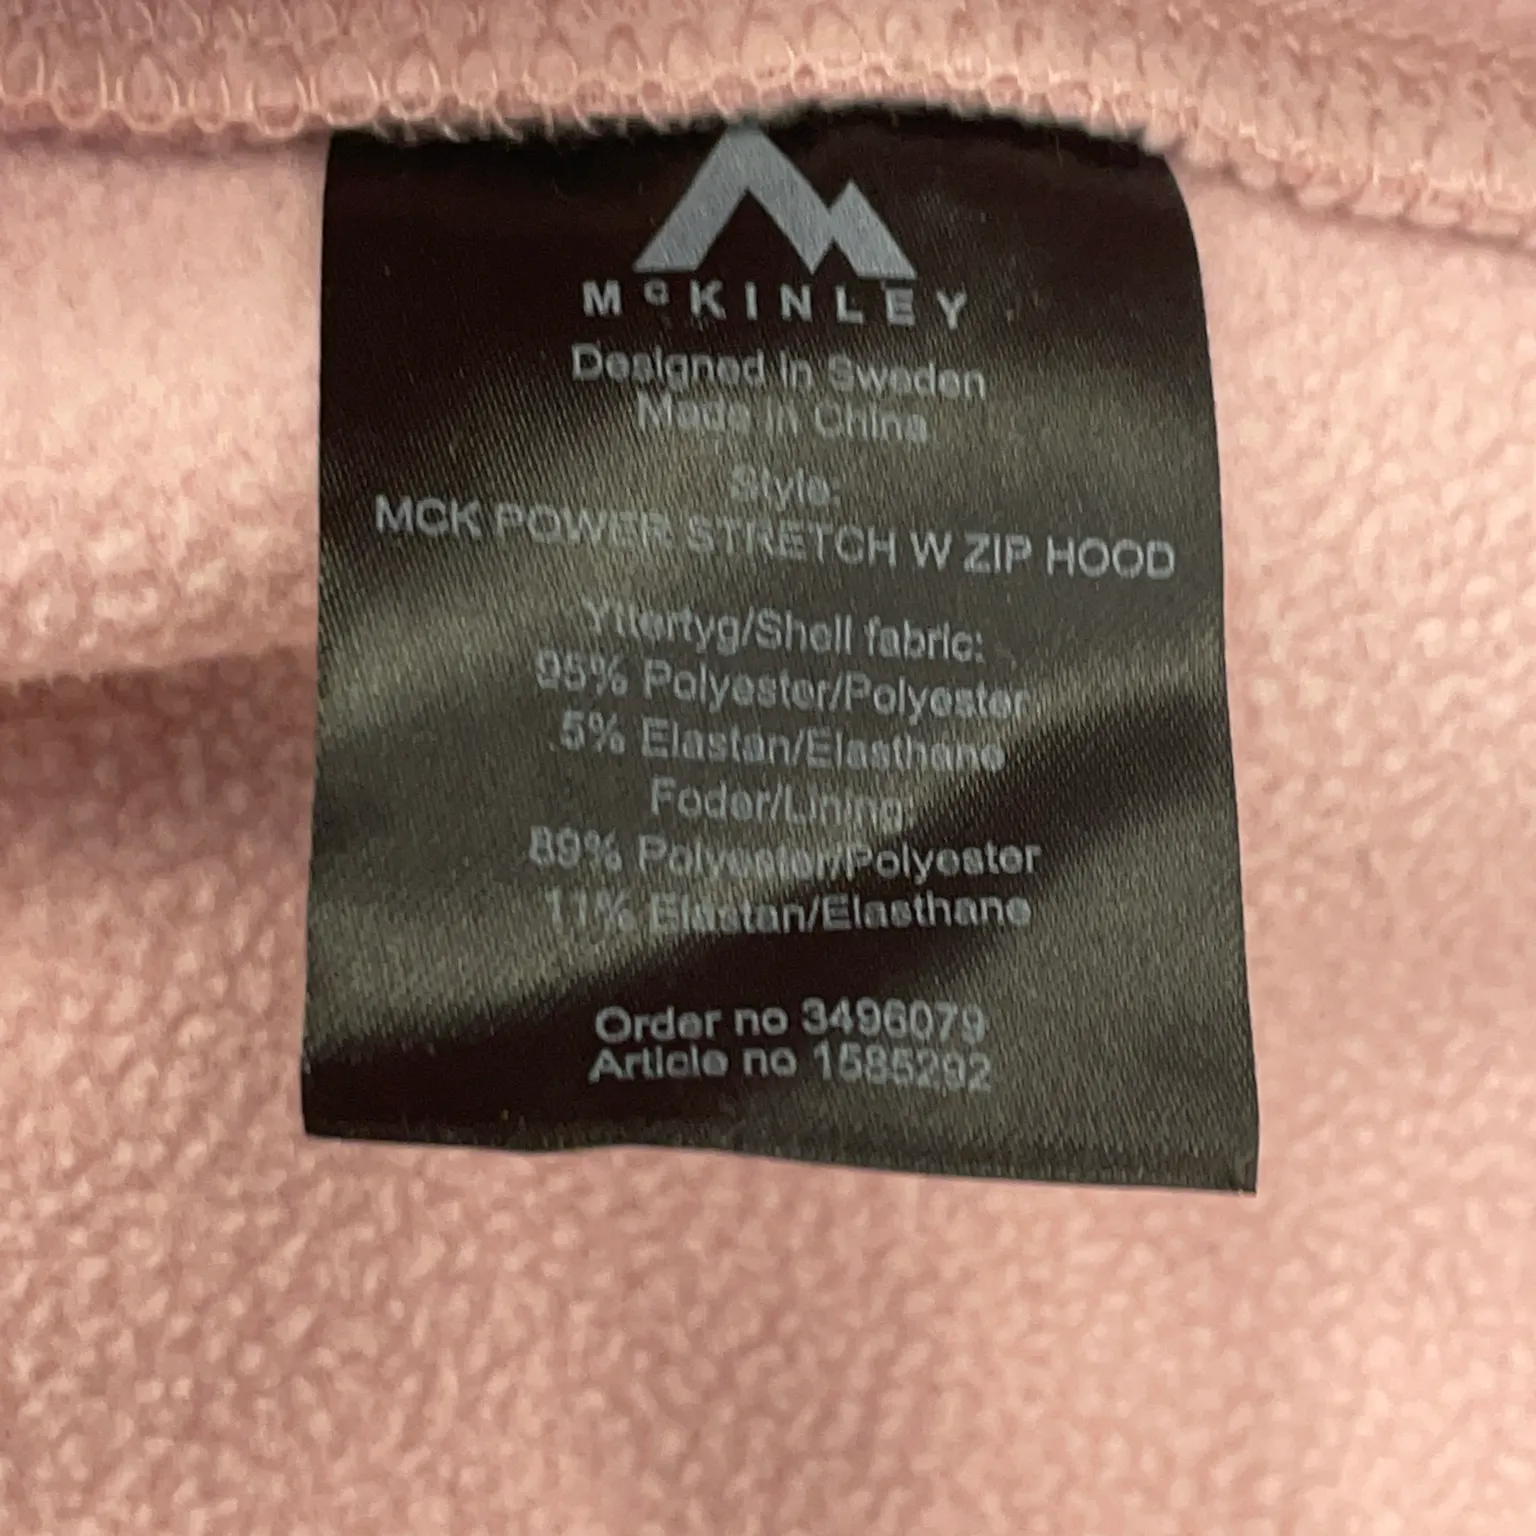 McKINLEY
Designed in Sweden
Made in China
Style:
MCK POWER STRETCH W ZIP HOOD
Yttertyg/Shell fabric:
95% Polyester/Polyester
5% Elastan/Elasthane
Foder/Lining:
89% Polyester/Polyester
11% Elastan/Elasthane
Order no 3496079
Article no 1585292